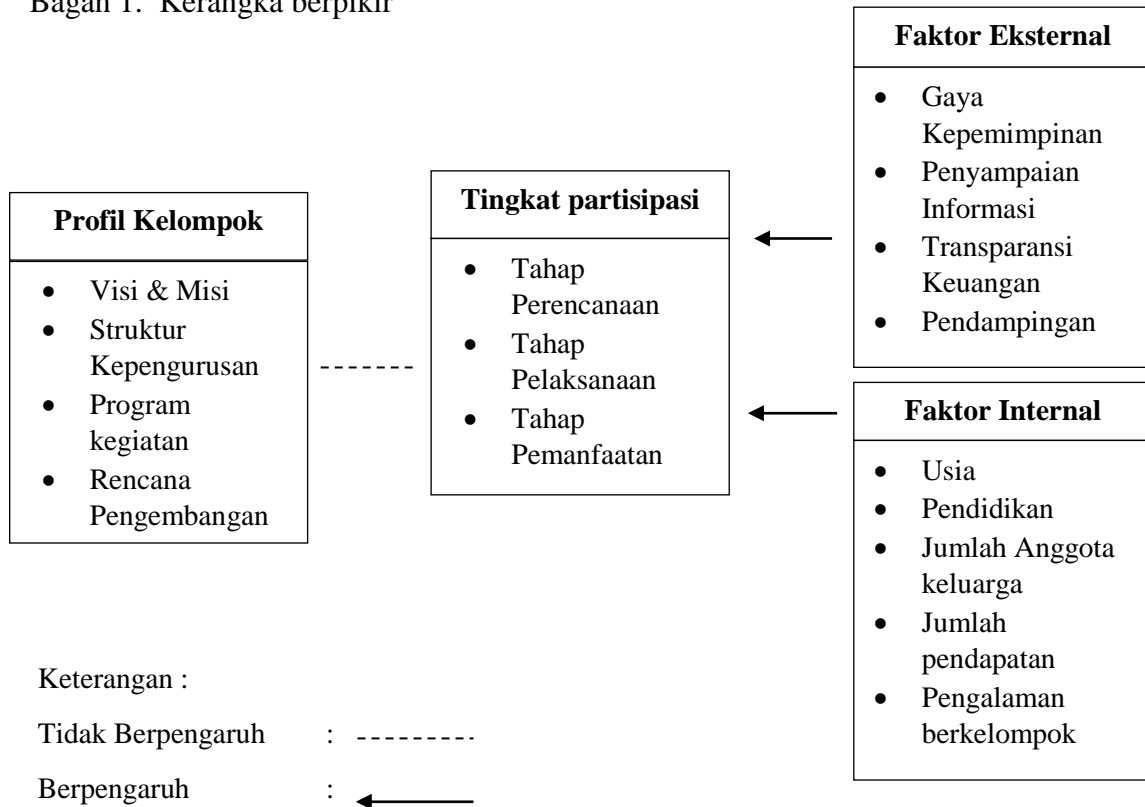 Bagan 1. Kerangka berpikir
Profil Kelompok
• Visi & Misi
• Struktur
Kepengurusan
• Program
kegiatan
• Rencana
Pengembangan
Tingkat partisipasi
• Tahap
Perencanaan
• Tahap
Pelaksanaan
• Tahap
Pemanfaatan
Faktor Eksternal
• Gaya
Kepemimpinan
• Penyampaian
Informasi
• Transparansi
Keuangan
• Pendampingan
Faktor Internal
• Usia
• Pendidikan
• Jumlah Anggota
keluarga
• Jumlah
pendapatan
• Pengalaman
berkelompok
Keterangan :
Tidak Berpengaruh :
Berpengaruh :